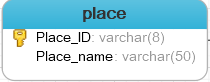 place
Place_ID: varchar(8)
Place_name: varchar(50)